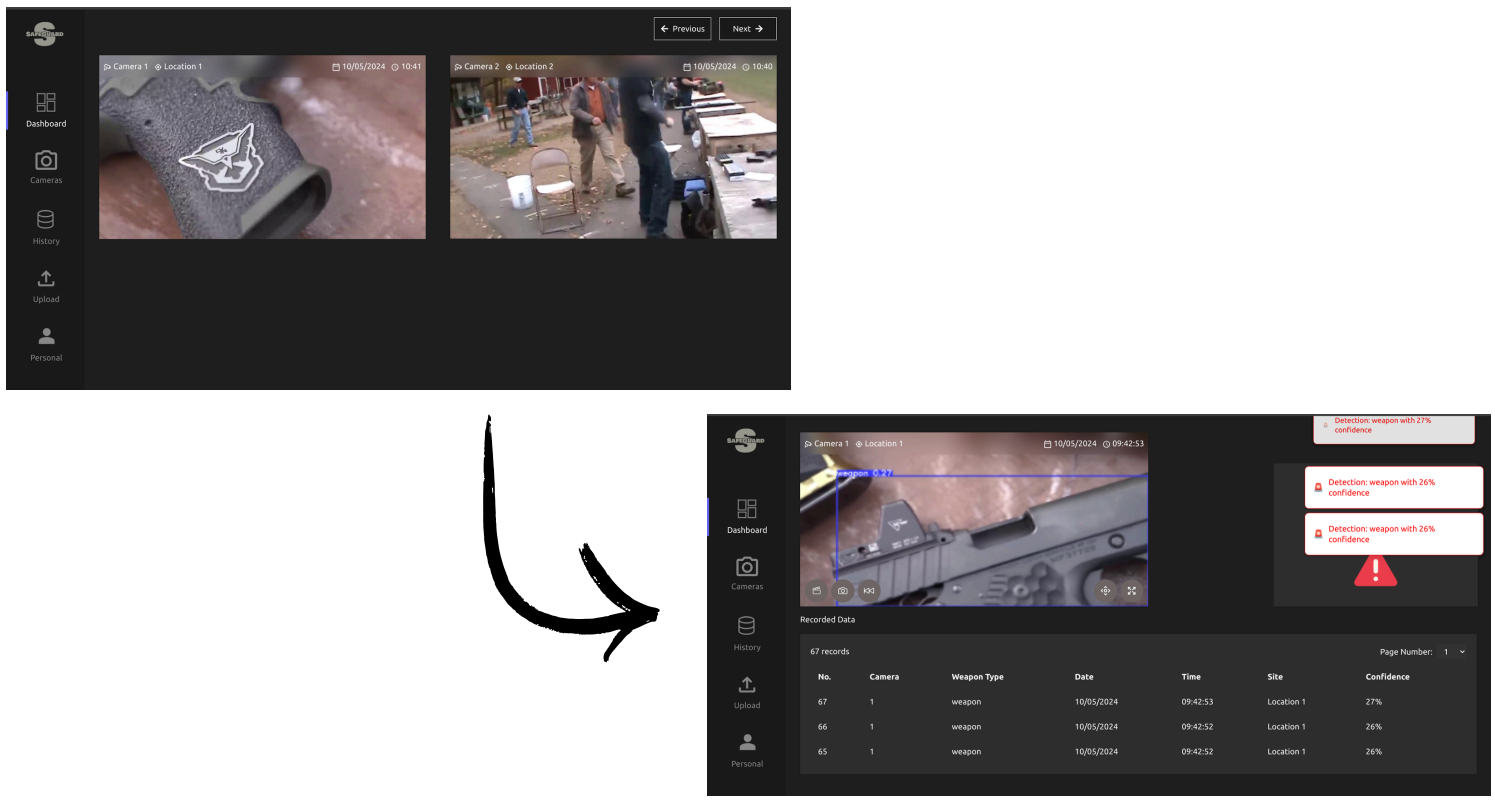 SAFEGUARD
← Previous
Next →
Camera 1 Location 1 10/05/2024 10:41
Camera 2 Location 2 10/05/2024 10:40
Dashboard
Cameras
History
Upload
Personal
SAFEGUARD
Camera 1 Location 1 10/05/2024 09:42:53
weapon 0.27
Detection: weapon with 27%
confidence
Detection: weapon with 26%
confidence
Detection: weapon with 26%
confidence
Dashboard
Cameras
History
Upload
Personal
Recorded Data
67 records
Page Number: 1
No. Camera Weapon Type Date Time Site Confidence
67 1 weapon 10/05/2024 09:42:53 Location 1 27%
66 1 weapon 10/05/2024 09:42:52 Location 1 26%
65 1 weapon 10/05/2024 09:42:52 Location 1 26%